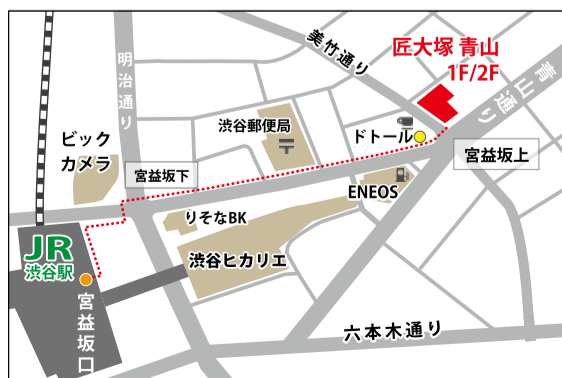 匠大塚 青山
1F/2F
美竹通り
青山通り
明治通り
渋谷郵便局
〒
ドトール
ビック
カメラ
宮益坂下
宮益坂上
ENEOS
りそなBK
渋谷ヒカリエ
JR
渋谷駅
宮益坂口
六本木通り